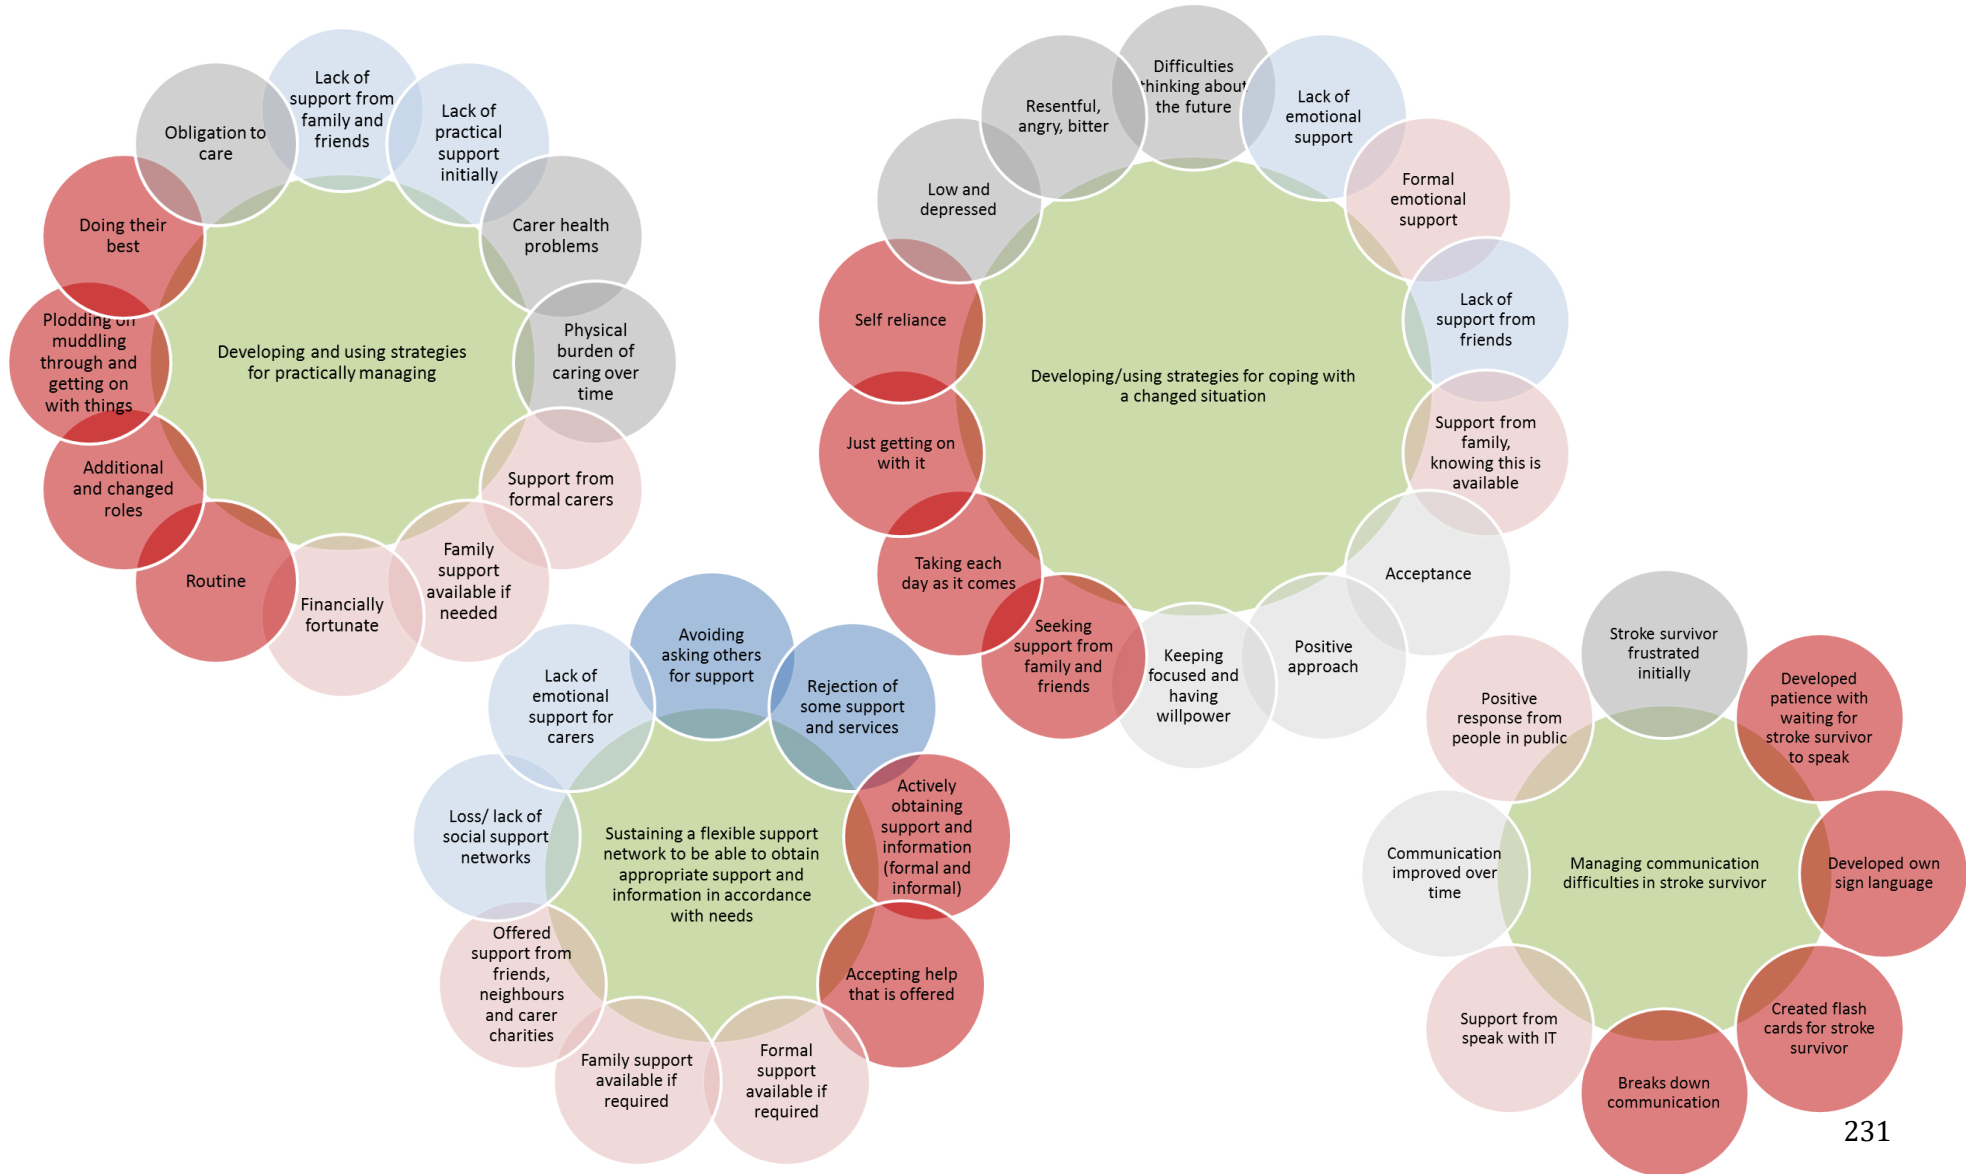 Lack of
support from
family and
friends
Lack of
practical
support
initially
Carer health
problems
Physical
burden of
caring over
time
Support from
formal carers
Family
support
available if
needed
Financially
fortunate
Routine
Additional
and changed
roles
Plodding on
muddling
through and
getting on
with things
Doing their
best
Obligation to
care
Developing and using strategies
for practically managing
Difficulties
thinking about
the future
Lack of
emotional
support
Formal
emotional
support
Lack of
support from
friends
Support from
family,
knowing this is
available
Acceptance
Positive
approach
Keeping
focused and
having
willpower
Seeking
support from
family and
friends
Taking each
day as it comes
Just getting on
with it
Self reliance
Low and
depressed
Resentful,
angry, bitter
Developing/using strategies for coping with
a changed situation
Avoiding
asking others
for support
Rejection of
some support
and services
Actively
obtaining
support and
information
(formal and
informal)
Accepting help
that is offered
Formal
support
available if
required
Family support
available if
required
Offered
support from
friends,
neighbours
and carer
charities
Loss/ lack of
social support
networks
Lack of
emotional
support for
carers
Sustaining a flexible support
network to be able to obtain
appropriate support and
information in accordance
with needs
Stroke survivor
frustrated
initially
Developed
patience with
waiting for
stroke survivor
to speak
Developed own
sign language
Created flash
cards for stroke
survivor
Breaks down
communication
Support from
speak with IT
Communication
improved over
time
Positive
response from
people in public
Managing communication
difficulties in stroke survivor
231